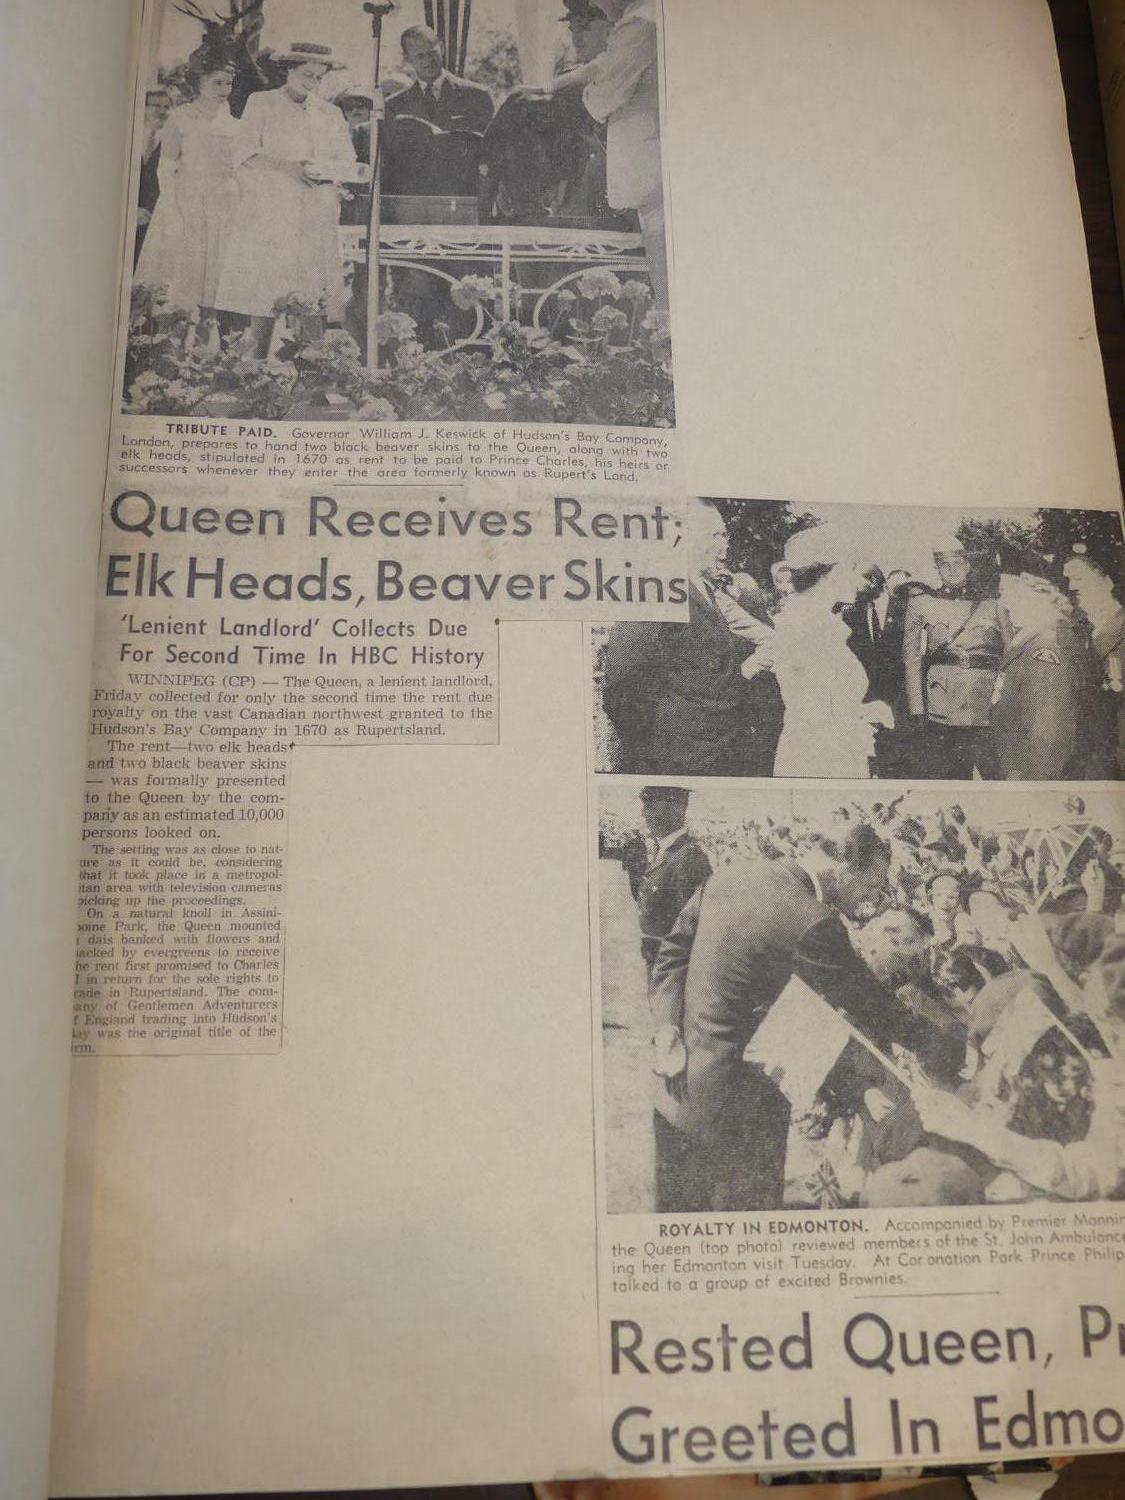 TRIBUTE PAID. Governor William J. Keswick of Hudson's Bay Company,
London, prepares to hand two black beaver skins to the Queen, along with two
elk heads, stipulated in 1670 as rent to be paid to Prince Charles, his heirs or
successors whenever they enter the area formerly known as Rupert's Land.
Queen Receives Rent;
Elk Heads, Beaver Skins
'Lenient Landlord' Collects Due
For Second Time In HBC History
WINNIPEG (CP) — The Queen, a lenient landlord,
Friday collected for only the second time the rent due
royalty on the vast Canadian northwest granted to the
Hudson's Bay Company in 1670 as Rupertsland.
The rent—two elk heads
and two black beaver skins
— was formally presented
to the Queen by the com-
pany as an estimated 10,000
persons looked on.
The setting was as close to nat-
ure as it could be, considering
that it took place in a metropol-
itan area with television cameras
picking up the proceedings.
On a natural knoll in Assini-
boine Park, the Queen mounted
dais banked with flowers and
backed by evergreens to receive
he rent first promised to Charles
I in return for the sole rights to
rade in Rupertsland. The com-
any of Gentlemen Adventurers
f England trading into Hudson's
ay was the original title of the
irm.
ROYALTY IN EDMONTON. Accompanied by Premier Mannin
the Queen (top photo) reviewed members of the St. John Ambulance
ing her Edmonton visit Tuesday. At Coronation Park Prince Philip
talked to a group of excited Brownies.
Rested Queen, Pr
Greeted In Edmo